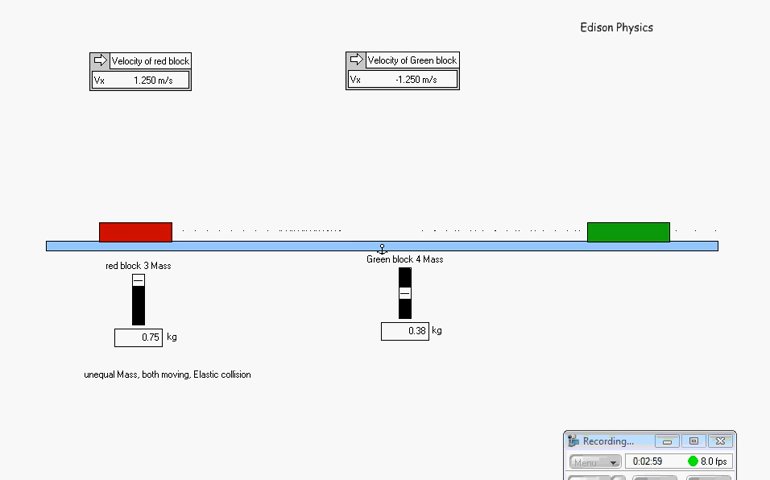 Edison Physics
Velocity of red block
Vx 1.250 m/s
Velocity of Green block
Vx -1.250 m/s
red block 3 Mass
0.75 kg
Green block 4 Mass
0.38 kg
unequal Mass, both moving, Elastic collision
Recording...
Menu 0:02:59 8.0 fps